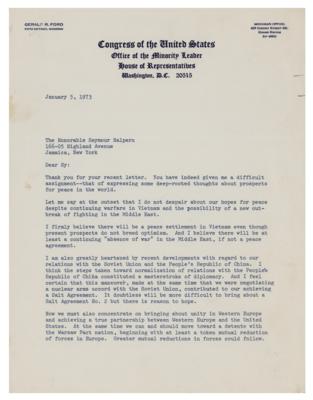 GERALD R. FORD
FIFTH DISTRICT, MICHIGAN
MICHIGAN OFFICE:
Congress of the United States
Office of the Minority Leader
House of Representatives
Washington, D.C. 20515
January 5, 1973
The Honorable Seymour Halpern
166-05 Highland Avenue
Jamaica, New York
Dear Sy:
Thank you for your recent letter. You have indeed given me a difficult
assignment--that of expressing some deep-rooted thoughts about prospects
for peace in the world.
Let me say at the outset that I do not despair about our hopes for peace
despite continuing warfare in Vietnam and the possibility of a new out-
break of fighting in the Middle East.
I firmly believe there will be a peace settlement in Vietnam even though
present prospects do not breed optimism. And I believe there will be at
least a continuing "absence of war" in the Middle East, if not a peace
agreement.
I am also greatly heartened by recent developments with regard to our
relations with the Soviet Union and the People's Republic of China. I
think the steps taken toward normalization of relations with the People's
Republic of China constituted a masterstroke of diplomacy. And I feel
certain that this maneuver, made at the same time that we were negotiating
a nuclear arms accord with the Soviet Union, contributed to our achieving
a Salt Agreement. It doubtless will be more difficult to bring about a
Salt Agreement No. 2 but there is reason to hope.
Now we must also concentrate on bringing about unity in Western Europe
and achieving a true partnership between Western Europe and the United
States. At the same time we can and should move toward a detente with
the Warsaw Pact nation, beginning with at least a token mutual reduction
of forces in Europe. Greater mutual reductions in forces could follow.